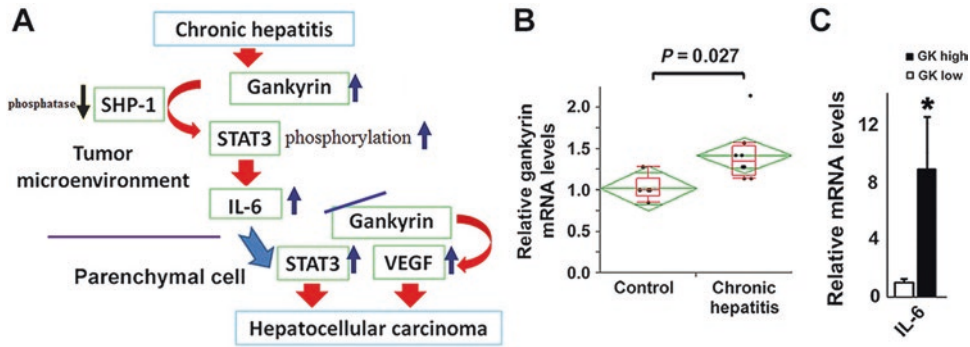 A
Chronic hepatitis
Gankyrin
phosphatase
SHP-1
STAT3
phosphorylation
Tumor
microenvironment
IL-6
Gankyrin
Parenchymal cell
STAT3
VEGF
Hepatocellular carcinoma
B
P = 0.027
Relative gankyrin
mRNA levels
2.0
1.5
1.0
0.5
0.0
Control
Chronic
hepatitis
C
GK high
GK low
*
Relative mRNA levels
12
8
4
0
IL-6